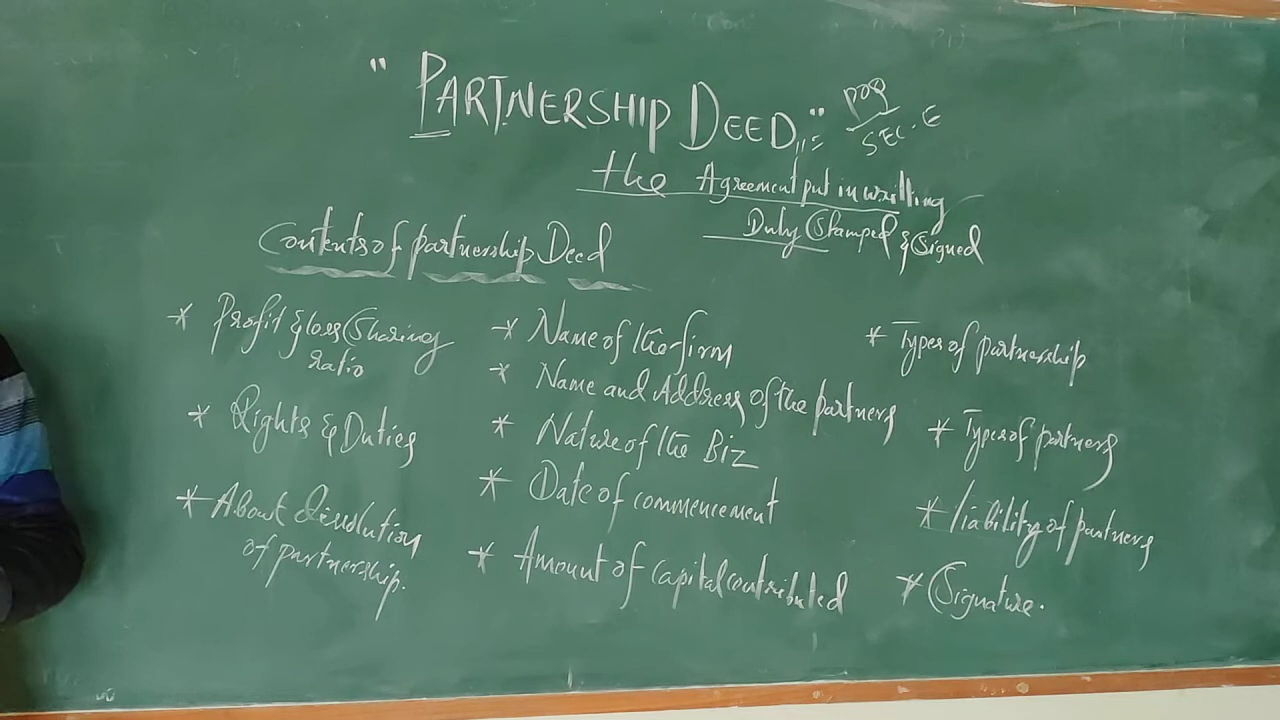 " PARTNERSHIP DEED "
SEC. E
the Agreement put in writing
Duly Stamped & Signed
Contents of partnership Deed
* Profit & loss Sharing
ratio
* Rights & Duties
* About dissolution
of partnership.
* Name of the firm
* Name and Address of the partners
* Nature of the Biz
* Date of commencement
* Amount of capital contributed
* Types of partnership
* Types of partners
* liability of partners
* Signature.